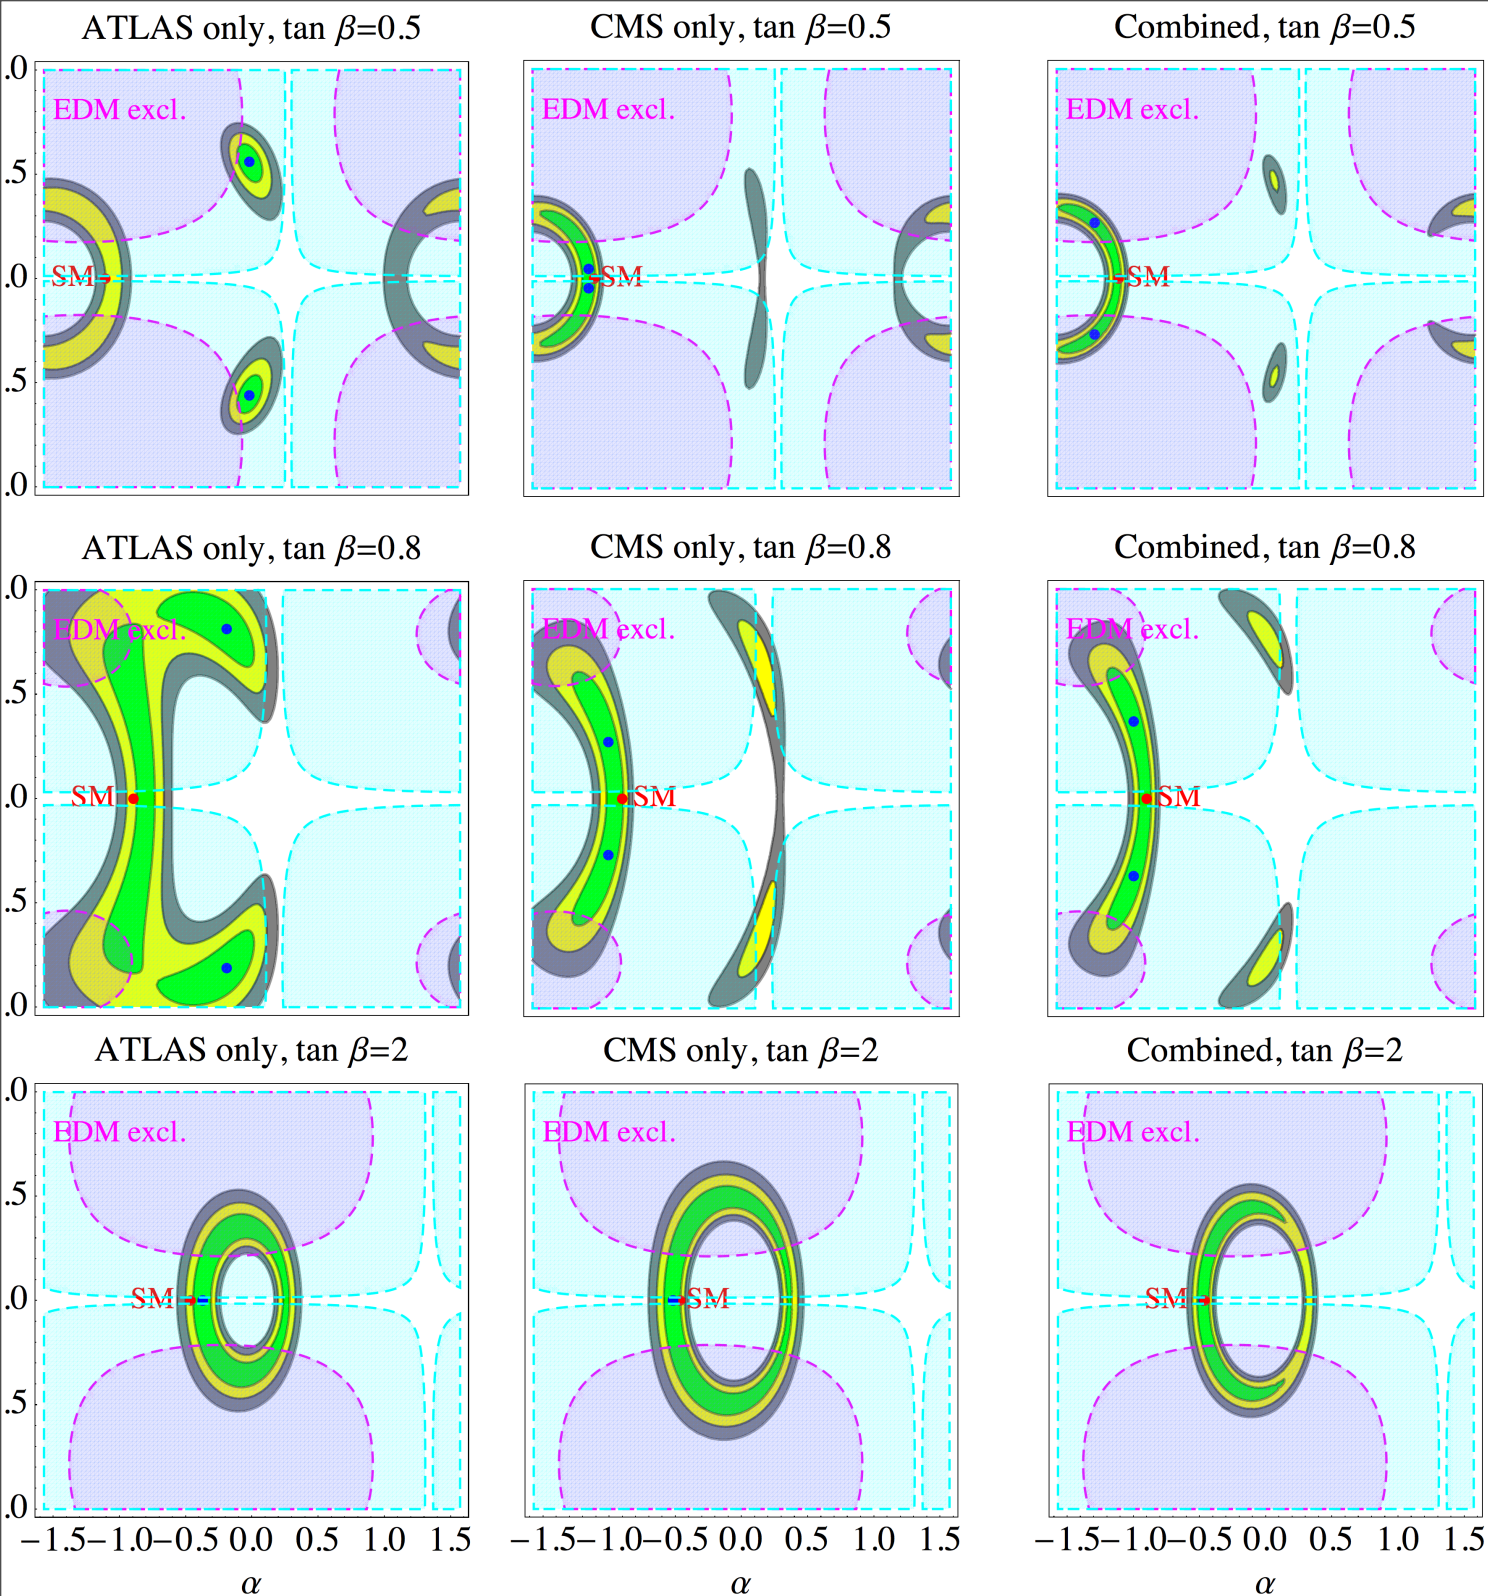 ATLAS only, tan β=0.5 CMS only, tan β=0.5 Combined, tan β=0.5
.0
EDM excl. EDM excl. EDM excl.
.5
.0 SM SM SM
.5
.0
ATLAS only, tan β=0.8 CMS only, tan β=0.8 Combined, tan β=0.8
.0
EDM excl. EDM excl. EDM excl.
.5
.0 SM SM SM
.5
.0
ATLAS only, tan β=2 CMS only, tan β=2 Combined, tan β=2
.0
EDM excl. EDM excl. EDM excl.
.5
.0 SM SM SM
.5
.0
−1.5 −1.0 −0.5 0.0 0.5 1.0 1.5 −1.5 −1.0 −0.5 0.0 0.5 1.0 1.5 −1.5 −1.0 −0.5 0.0 0.5 1.0 1.5
α α α